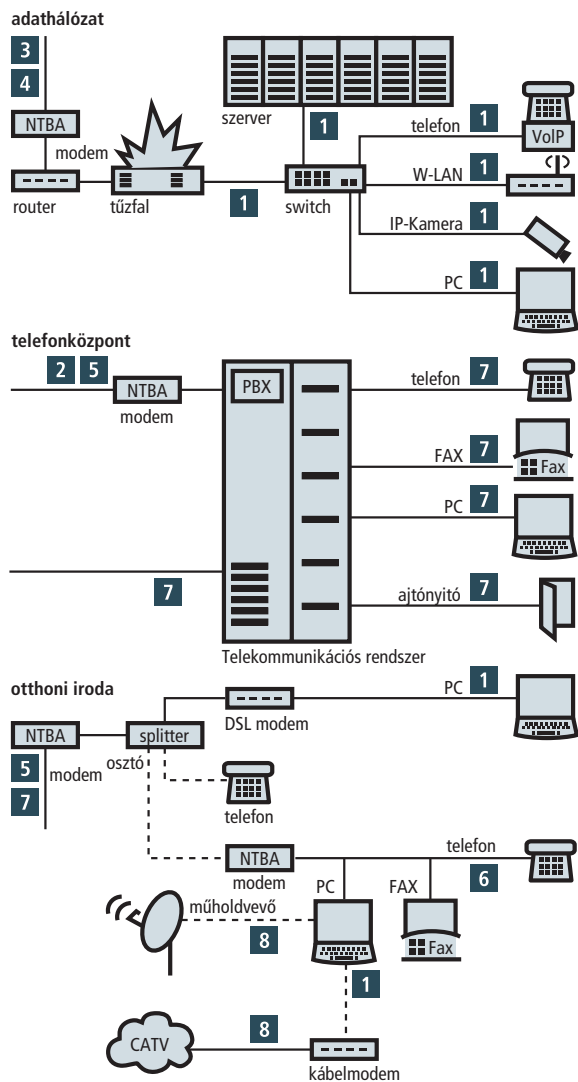 adathálózat
3
4
NTBA
modem
router
tűzfal
1
szerver
1
switch
telefon 1
VoIP
W-LAN 1
IP-Kamera 1
PC 1
telefonközpont
2 5
NTBA
modem
PBX
7
telefon 7
FAX 7
Fax
PC 7
ajtónyitó 7
Telekommunikációs rendszer
otthoni iroda
NTBA
5
7
modem
splitter
osztó
DSL modem
PC 1
telefon
NTBA
modem
telefon
6
PC
FAX
Fax
műholdvevő
8
1
CATV
8
kábelmodem